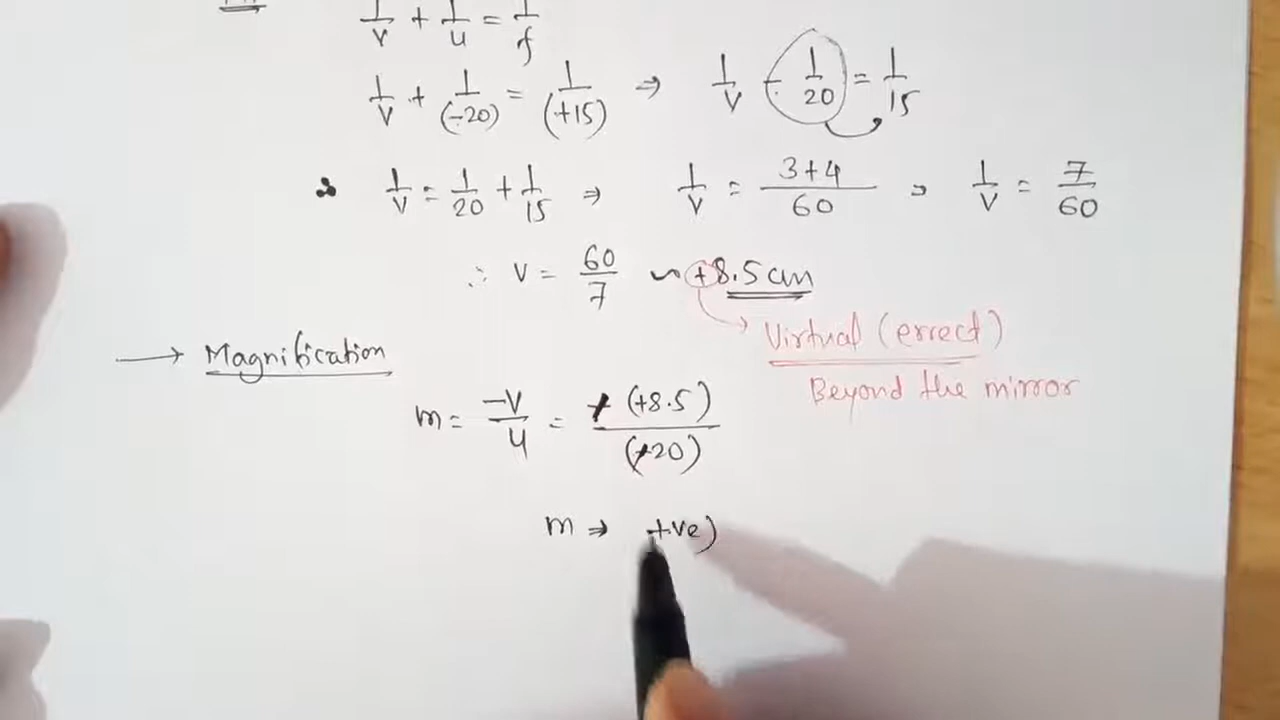 1/v + 1/u = 1/f
1/v + 1/(-20) = 1/(+15) ⇒ 1/v - 1/20 = 1/15
∴ 1/v = 1/20 + 1/15 ⇒ 1/v = 3+4/60 ⇒ 1/v = 7/60
∴ v = 60/7 ~ +8.5 cm
Virtual (errect)
Beyond the mirror
→ Magnification
m = -v/u = -(+8.5)/(-20)
m ⇒ +ve)